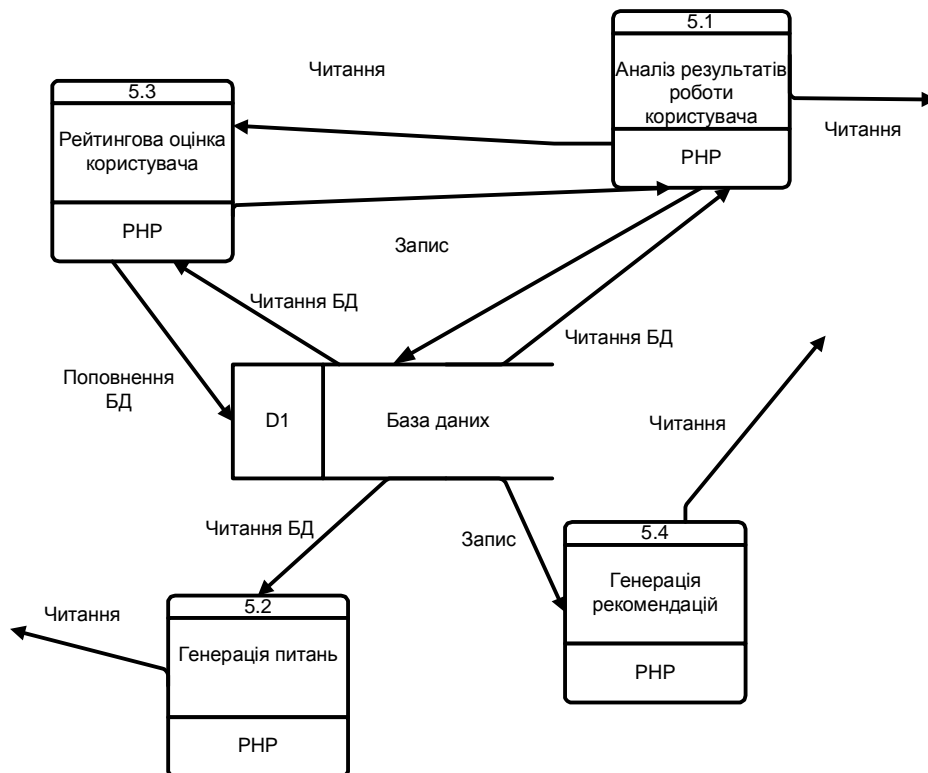 5.1
Аналіз результатів
роботи
користувача
PHP
Читання
Читання
5.3
Рейтингова оцінка
користувача
PHP
Запис
Читання БД
Читання БД
Поповнення
БД
D1
База даних
Читання
Читання БД
Запис
5.4
Генерація
рекомендацій
PHP
Читання
5.2
Генерація питань
PHP